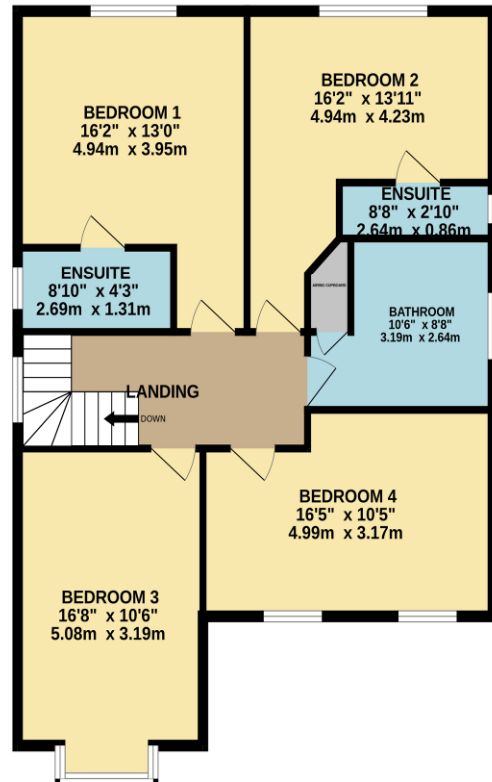 BEDROOM 1
16'2" x 13'0"
4.94m x 3.95m
BEDROOM 2
16'2" x 13'11"
4.94m x 4.23m
ENSUITE
8'8" x 2'10"
2.64m x 0.86m
ENSUITE
8'10" x 4'3"
2.69m x 1.31m
AIRING CUPBOARD
BATHROOM
10'6" x 8'8"
3.19m x 2.64m
LANDING
DOWN
BEDROOM 4
16'5" x 10'5"
4.99m x 3.17m
BEDROOM 3
16'8" x 10'6"
5.08m x 3.19m